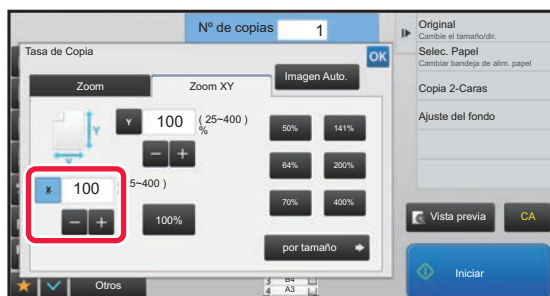 Nº de copias 1
Tasa de Copia
OK
Zoom
Zoom XY
Imagen Auto.
Y
Y 100 ( 25~400 )
%
50% 141%
64% 200%
X 100 5~400 )
70% 400%
100%
por tamaño
Otros
B4
A3
Original
Cambie el tamaño/dir.
Selec. Papel
Cambiar bandeja de alim. papel
Copia 2-Caras
Ajuste del fondo
Vista previa
CA
Iniciar